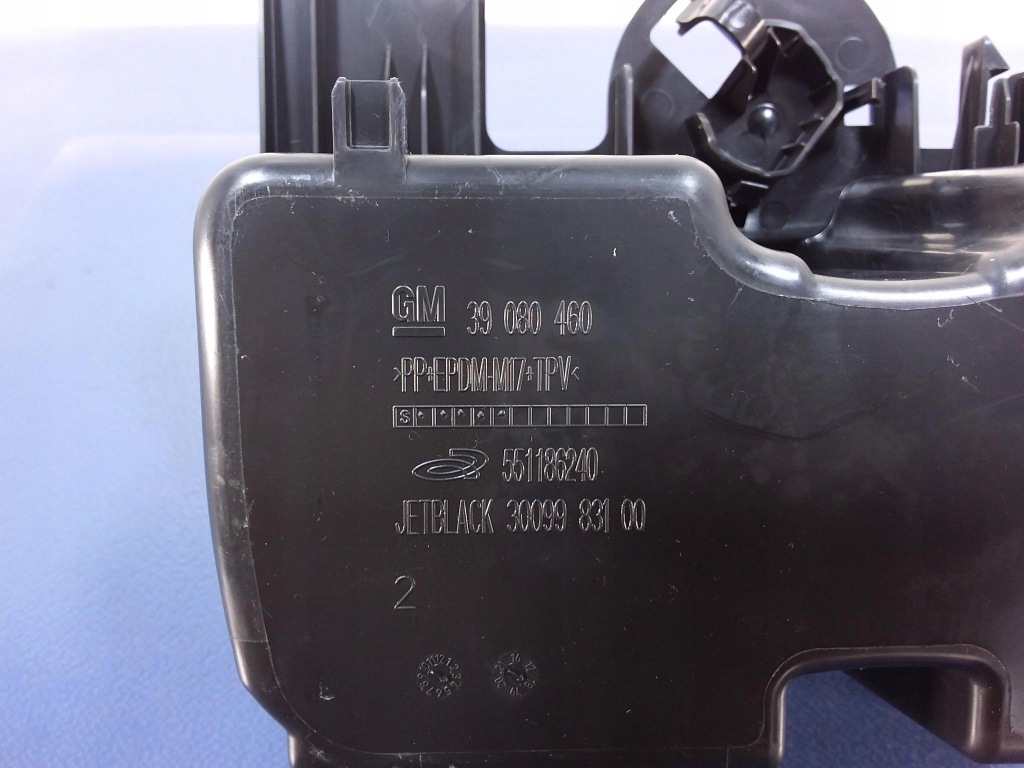 GM 39 080 460
>PP+EPDM-M17+TPV<
S
551186240
JETBLACK 30099 831 00
2
L